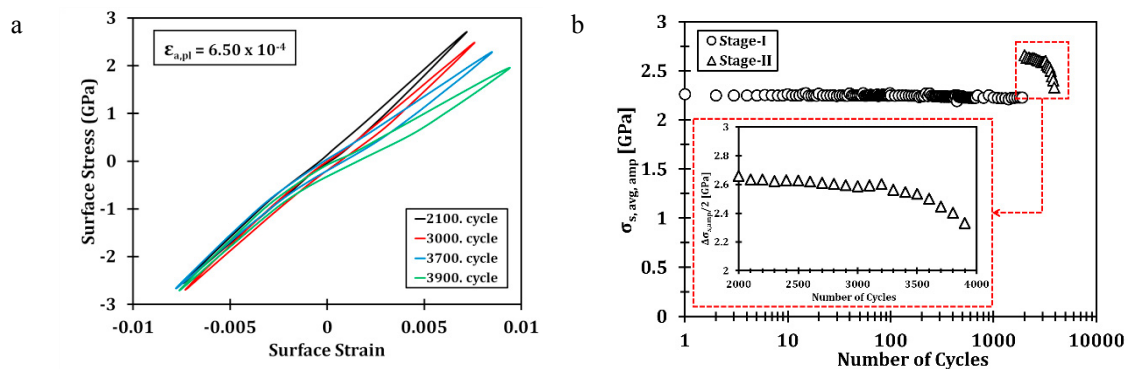 a
3
2
1
0
-1
-2
-3
Surface Stress (GPa)
ε a,pl = 6.50 x 10-4
2100. cycle
3000. cycle
3700. cycle
3900. cycle
-0.01
-0.005
0
0.005
0.01
Surface Strain
b
3
2.5
2
1.5
1
0.5
0
σs, avg, amp [GPa]
Stage-I
Stage-II
3
2.8
2.6
2.4
2.2
2
Δσs,amp/2 [GPa]
2000
2500
3000
3500
4000
Number of Cycles
1
10
100
1000
10000
Number of Cycles